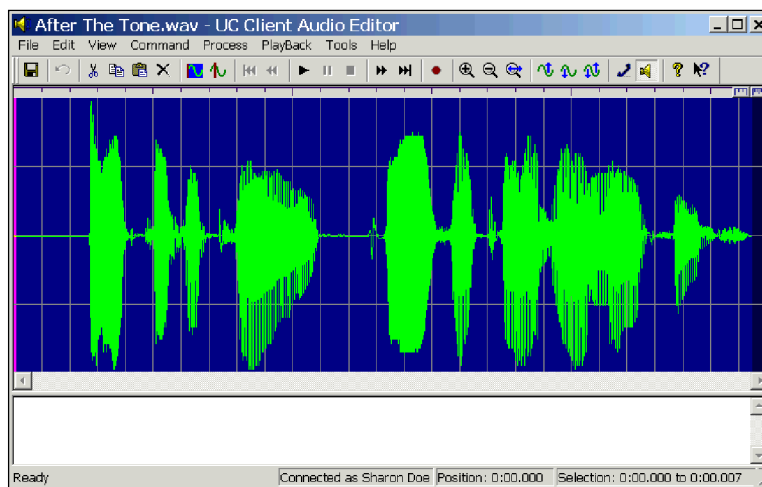 After The Tone.wav - UC Client Audio Editor
File Edit View Command Process PlayBack Tools Help
Ready Connected as Sharon Doe Position: 0:00.000 Selection: 0:00.000 to 0:00.007